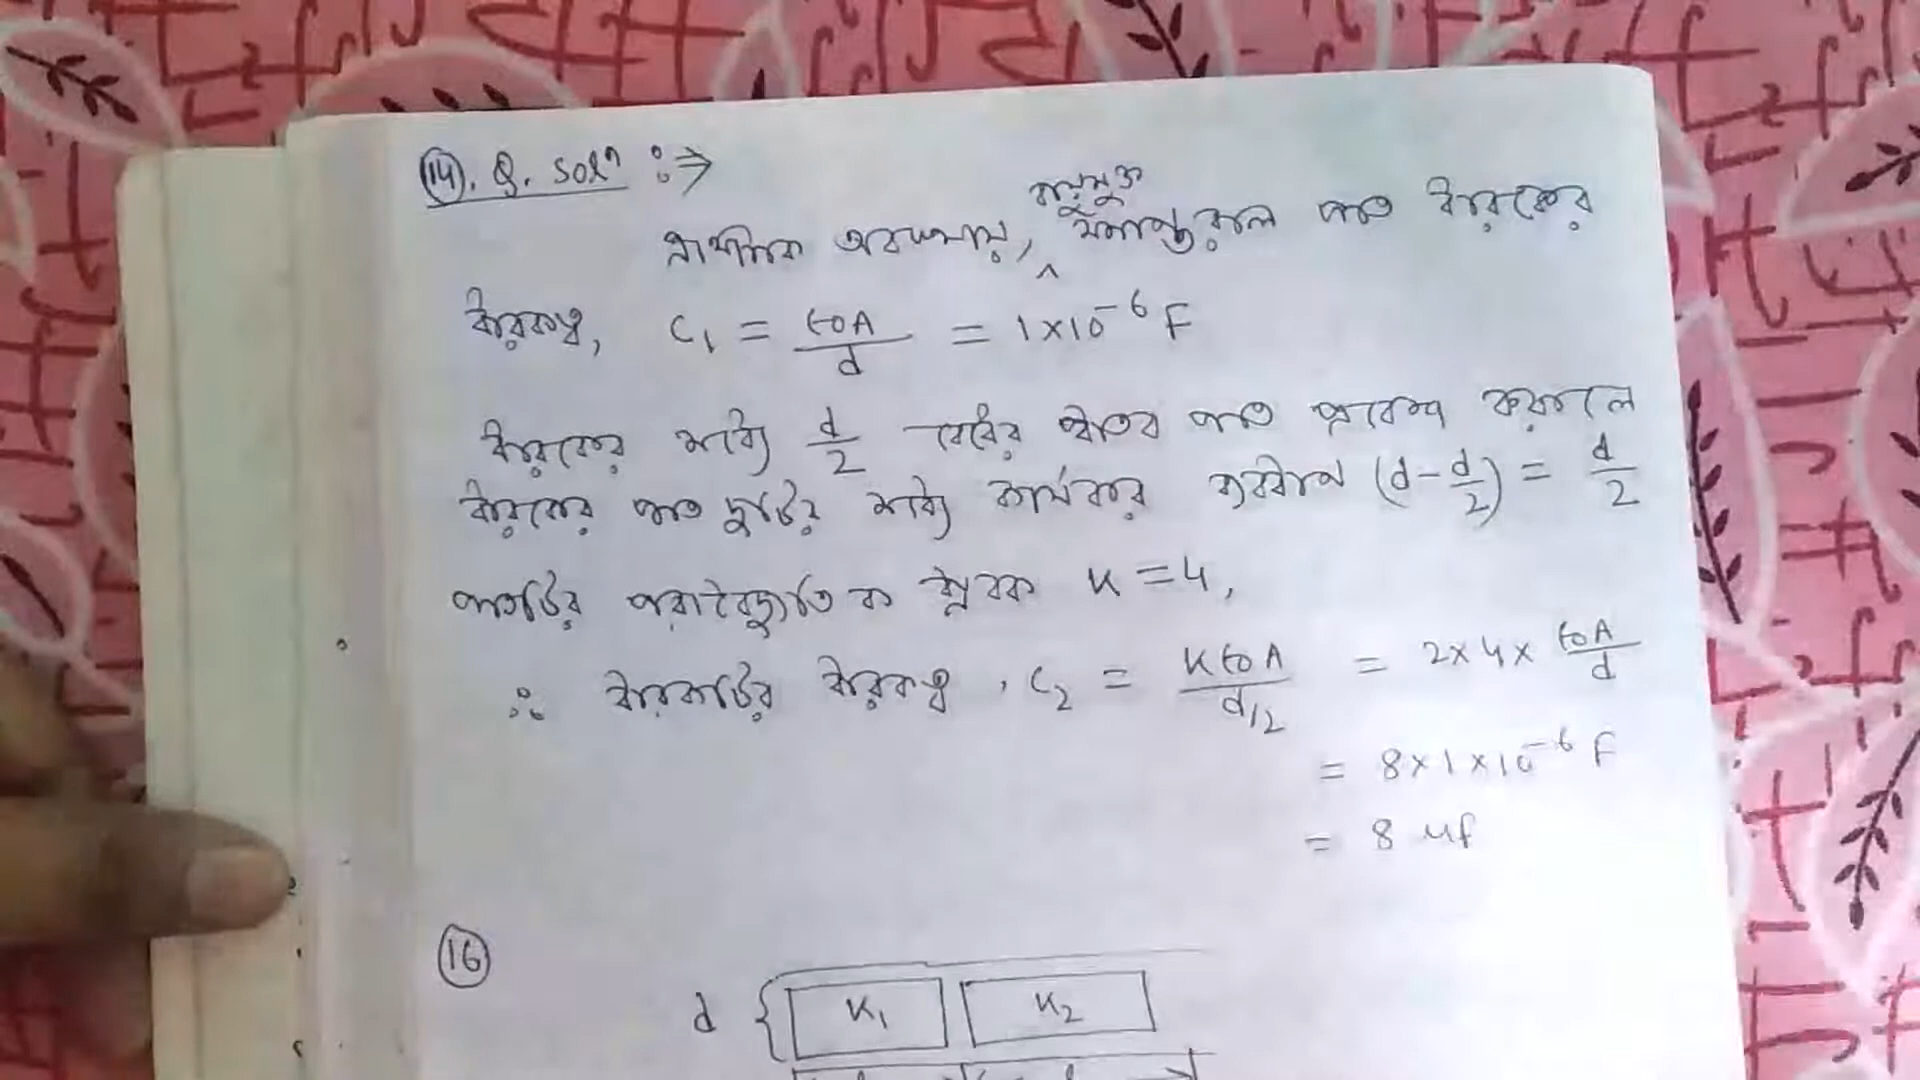 (14). Q. Solⁿ :⇒
প্রাথমিক অবস্থায়, বায়ুপূর্ণ সমান্তরাল পাত ধারকের
ধারকত্ব, C₁ = ϵ₀A/d = 1×10⁻⁶ F
ধারকের মধ্যে d/2 বেধের ধাতব পাত প্রবেশ করালে
ধারকের পাত দুটির মধ্যে কার্যকর ব্যবধান (d - d/2) = d/2
পাতটির পরাবৈদ্যুতিক ধ্রুবক K = 4,
∴ ধারকটির ধারকত্ব, C₂ = Kϵ₀A/d/2 = 2×4× ϵ₀A/d
= 8×1×10⁻⁶ F
= 8 μf
(16)
d { K₁ K₂